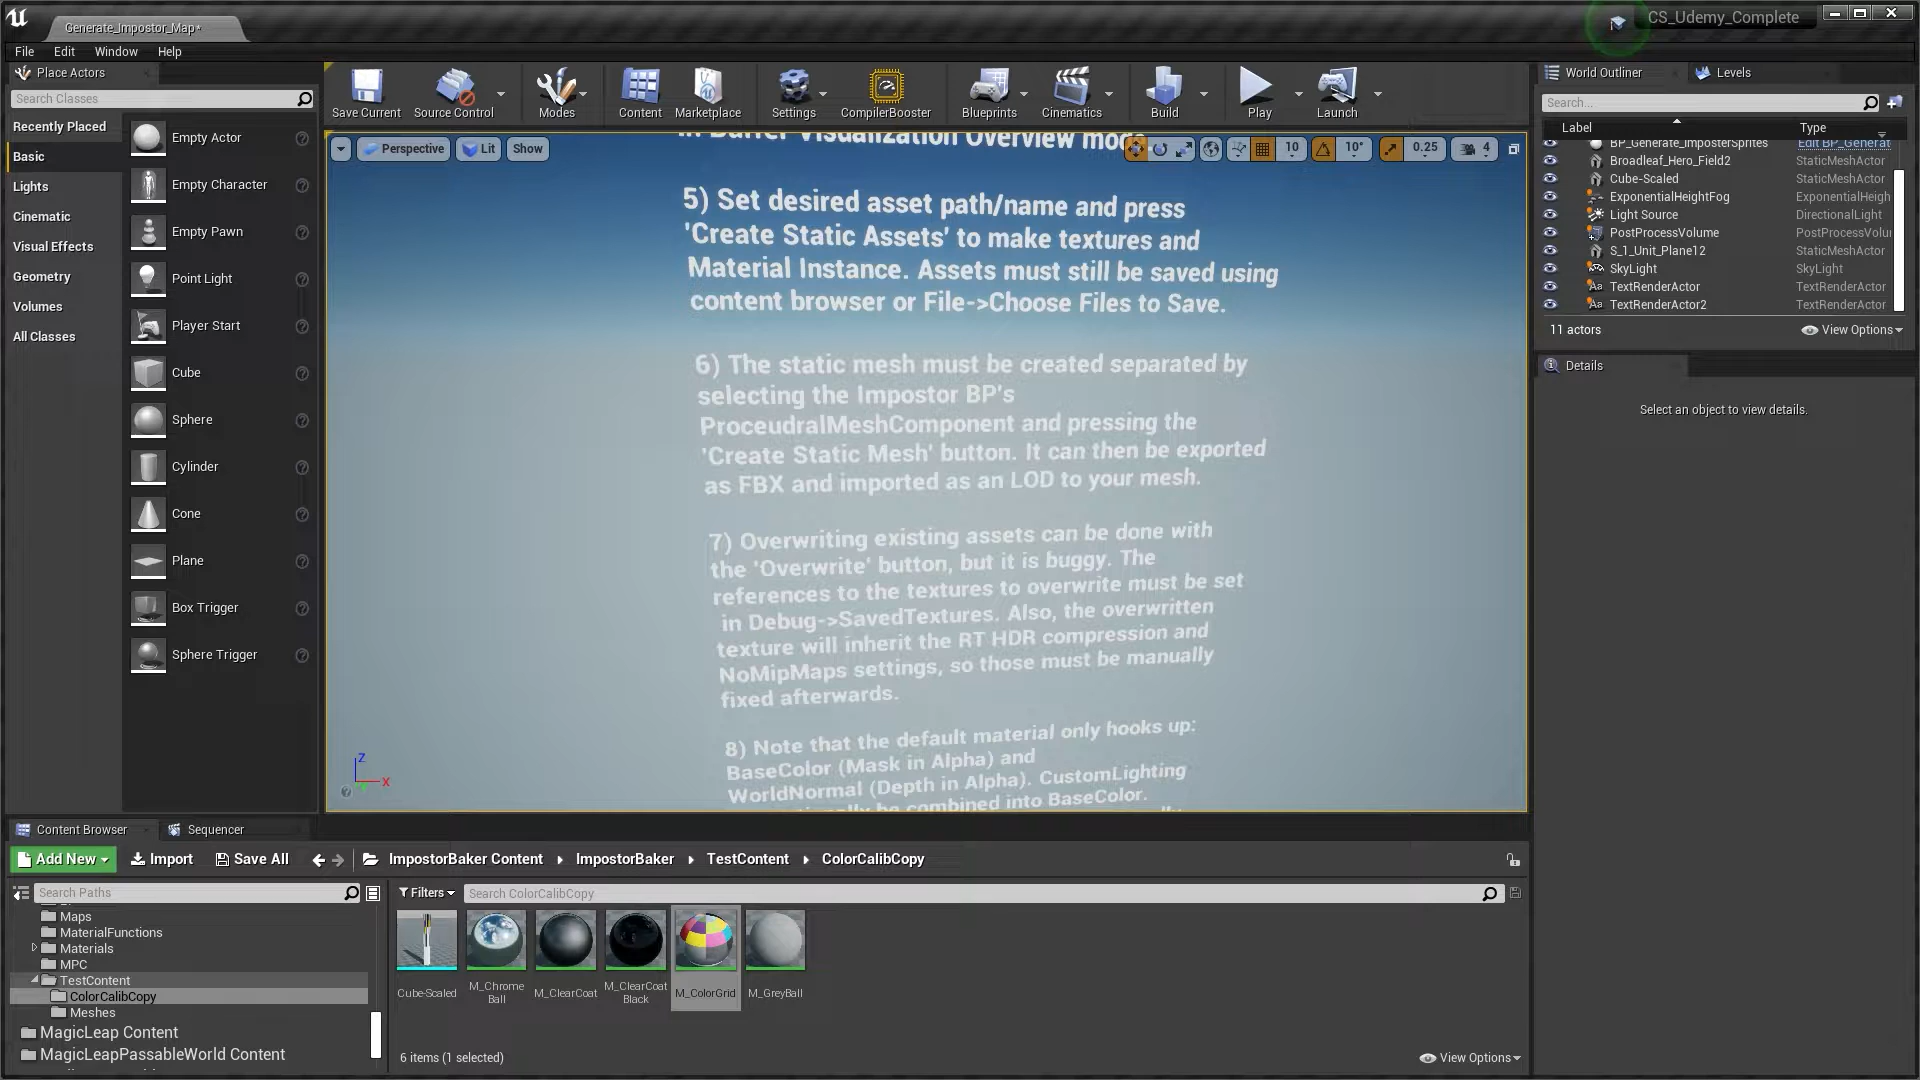 Generate_Impostor_Map*
CS_Udemy_Complete
File Edit Window Help
Place Actors
Search Classes
Recently Placed
Basic
Lights
Cinematic
Visual Effects
Geometry
Volumes
All Classes
Empty Actor
Empty Character
Empty Pawn
Point Light
Player Start
Cube
Sphere
Cylinder
Cone
Plane
Box Trigger
Sphere Trigger
Save Current
Source Control
Modes
Content
Marketplace
Settings
CompilerBooster
Blueprints
Cinematics
Build
Play
Launch
Perspective
Lit
Show
10
10°
0.25
4
in Buffer Visualization Overview mode.
5) Set desired asset path/name and press
'Create Static Assets' to make textures and
Material Instance. Assets must still be saved using
content browser or File->Choose Files to Save.
6) The static mesh must be created separated by
selecting the Impostor BP's
ProceudralMeshComponent and pressing the
'Create Static Mesh' button. It can then be exported
as FBX and imported as an LOD to your mesh.
7) Overwriting existing assets can be done with
the 'Overwrite' button, but it is buggy. The
references to the textures to overwrite must be set
in Debug->SavedTextures. Also, the overwritten
texture will inherit the RT HDR compression and
NoMipMaps settings, so those must be manually
fixed afterwards.
8) Note that the default material only hooks up:
BaseColor (Mask in Alpha) and
WorldNormal (Depth in Alpha). CustomLighting
be combined into BaseColor.
Z
X
World Outliner
Levels
Search...
Label Type
BP_Generate_ImposterSprites Edit BP_Generat
Broadleaf_Hero_Field2 StaticMeshActor
Cube-Scaled StaticMeshActor
ExponentialHeightFog ExponentialHeigh
Light Source DirectionalLight
PostProcessVolume PostProcessVolu
S_1_Unit_Plane12 StaticMeshActor
SkyLight SkyLight
TextRenderActor TextRenderActor
TextRenderActor2 TextRenderActor
11 actors
View Options
Details
Select an object to view details.
Content Browser
Sequencer
Add New
Import
Save All
ImpostorBaker Content
ImpostorBaker
TestContent
ColorCalibCopy
Search Paths
Maps
MaterialFunctions
Materials
MPC
TestContent
ColorCalibCopy
Meshes
MagicLeap Content
MagicLeapPassableWorld Content
Filters
Search ColorCalibCopy
Cube-Scaled
M_Chrome
Ball
M_ClearCoat
M_ClearCoat
Black
M_ColorGrid
M_GreyBall
6 items (1 selected)
View Options